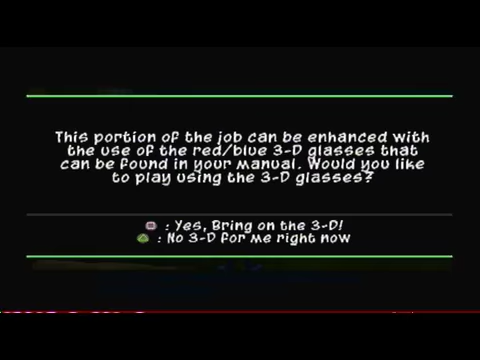 This portion of the job can be enhanced with
the use of the red/blue 3-D glasses that
can be found in your manual. Would you like
to play using the 3-D glasses?
: Yes, Bring on the 3-D!
: No 3-D for me right now